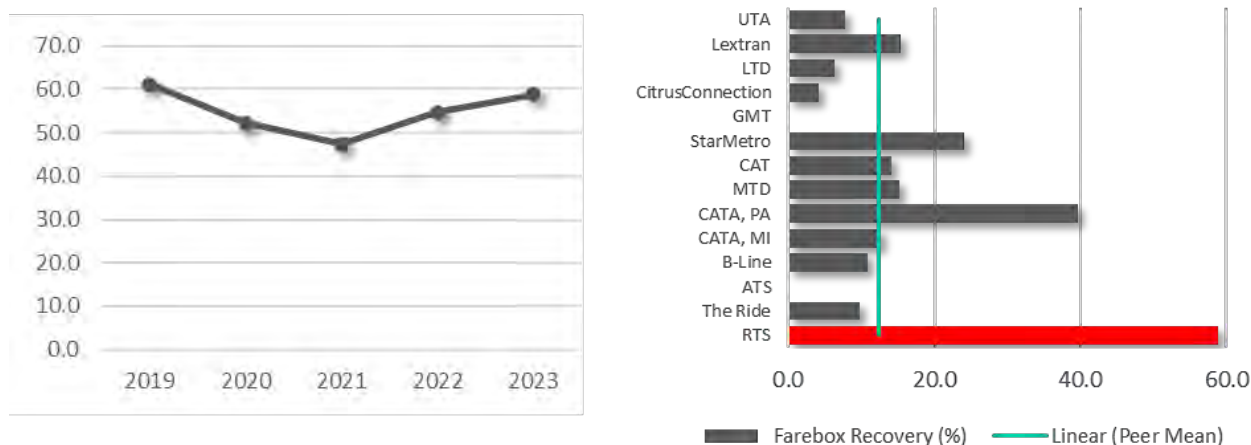 70.0
60.0
50.0
40.0
30.0
20.0
10.0
0.0
2019 2020 2021 2022 2023
UTA
Lextran
LTD
CitrusConnection
GMT
StarMetro
CAT
MTD
CATA, PA
CATA, MI
B-Line
ATS
The Ride
RTS
0.0 20.0 40.0 60.0
Farebox Recovery (%) Linear (Peer Mean)